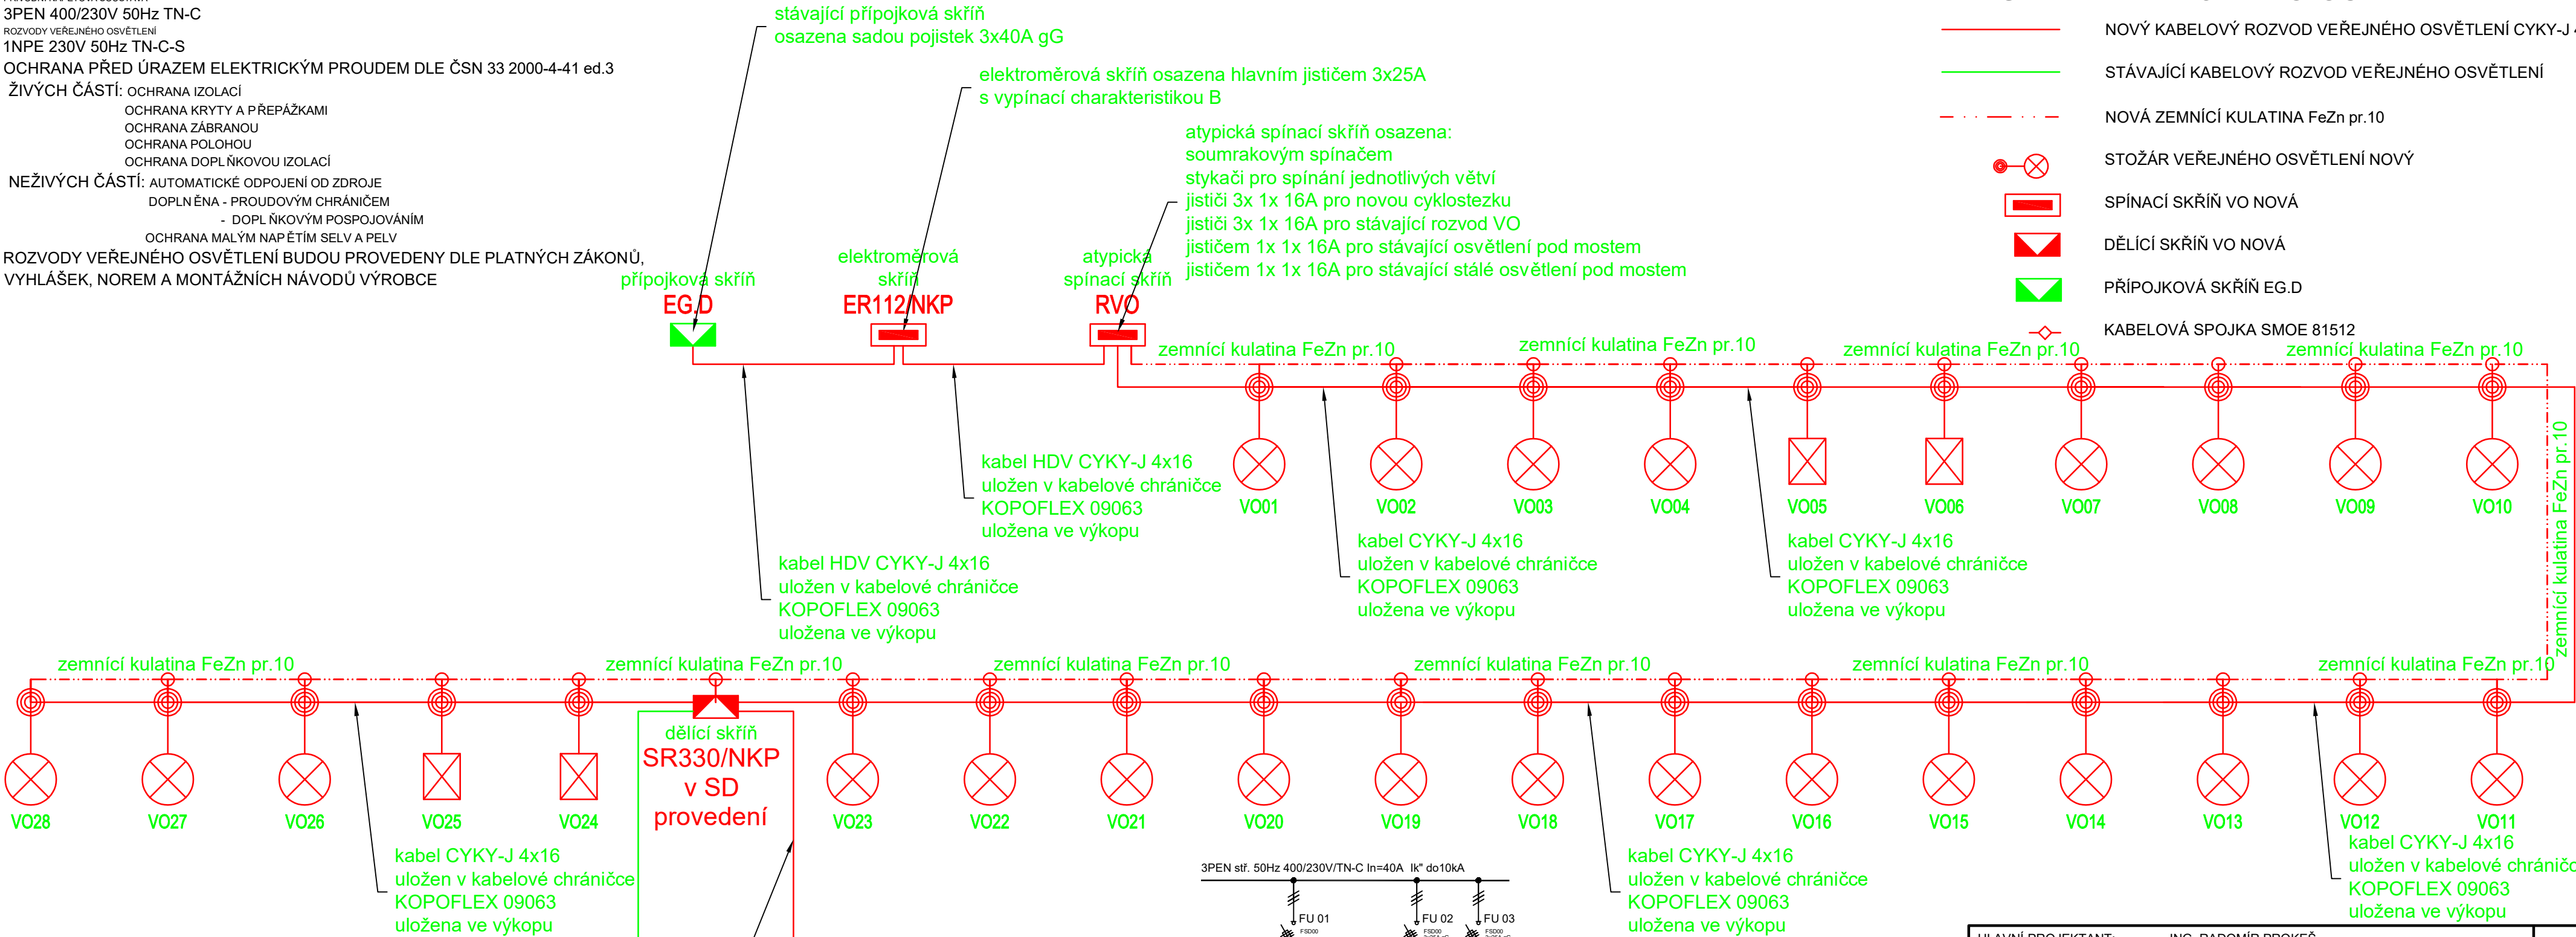 3PEN 400/230V 50Hz TN-C
ROZVODY VEŘEJNÉHO OSVĚTLENÍ
1NPE 230V 50Hz TN-C-S
OCHRANA PŘED ÚRAZEM ELEKTRICKÝM PROUDEM DLE ČSN 33 2000-4-41 ed.3
ŽIVÝCH ČÁSTÍ: OCHRANA IZOLACÍ
OCHRANA KRYTY A PŘEPÁŽKAMI
OCHRANA ZÁBRANOU
OCHRANA POLOHOU
OCHRANA DOPLŇKOVOU IZOLACÍ
NEŽIVÝCH ČÁSTÍ: AUTOMATICKÉ ODPOJENÍ OD ZDROJE
DOPLNĚNA - PROUDOVÝM CHRÁNIČEM
- DOPLŇKOVÝM POSPOJOVÁNÍM
OCHRANA MALÝM NAPĚTÍM SELV A PELV
ROZVODY VEŘEJNÉHO OSVĚTLENÍ BUDOU PROVEDENY DLE PLATNÝCH ZÁKONŮ,
VYHLÁŠEK, NOREM A MONTÁŽNÍCH NÁVODŮ VÝROBCE
stávající přípojková skříň
osazena sadou pojistek 3x40A gG
elektroměrová skříň osazena hlavním jističem 3x25A
s vypínací charakteristikou B
atypická spínací skříň osazena:
soumrakovým spínačem
stykači pro spínání jednotlivých větví
jističi 3x 1x 16A pro novou cyklostezku
jističi 3x 1x 16A pro stávající rozvod VO
jističem 1x 1x 16A pro stávající osvětlení pod mostem
jističem 1x 1x 16A pro stávající stálé osvětlení pod mostem
NOVÝ KABELOVÝ ROZVOD VEŘEJNÉHO OSVĚTLENÍ CYKY-J
STÁVAJÍCÍ KABELOVÝ ROZVOD VEŘEJNÉHO OSVĚTLENÍ
NOVÁ ZEMNÍCÍ KULATINA FeZn pr.10
STOŽÁR VEŘEJNÉHO OSVĚTLENÍ NOVÝ
SPÍNACÍ SKŘÍŇ VO NOVÁ
DĚLÍCÍ SKŘÍŇ VO NOVÁ
PŘÍPOJKOVÁ SKŘÍŇ EG.D
KABELOVÁ SPOJKA SMOE 81512
přípojková skříň
EG.D
elektroměrová
skříň
ER112/NKP
atypická
spínací skříň
RVO
zemnící kulatina FeZn pr.10
zemnící kulatina FeZn pr.10
zemnící kulatina FeZn pr.10
zemnící kulatina FeZn pr.10
zemnící kulatina FeZn pr.10
VO01
VO02
VO03
VO04
VO05
VO06
VO07
VO08
VO09
VO10
kabel HDV CYKY-J 4x16
uložen v kabelové chráničce
KOPOFLEX 09063
uložena ve výkopu
kabel HDV CYKY-J 4x16
uložen v kabelové chráničce
KOPOFLEX 09063
uložena ve výkopu
kabel CYKY-J 4x16
uložen v kabelové chráničce
KOPOFLEX 09063
uložena ve výkopu
kabel CYKY-J 4x16
uložen v kabelové chráničce
KOPOFLEX 09063
uložena ve výkopu
zemnící kulatina FeZn pr.10
zemnící kulatina FeZn pr.10
zemnící kulatina FeZn pr.10
zemnící kulatina FeZn pr.10
zemnící kulatina FeZn pr.10
zemnící kulatina FeZn pr.10
dělící skříň
SR330/NKP
v SD
provedení
VO28
VO27
VO26
VO25
VO24
VO23
VO22
VO21
VO20
VO19
VO18
VO17
VO16
VO15
VO14
VO13
VO12
VO11
kabel CYKY-J 4x16
uložen v kabelové chráničce
KOPOFLEX 09063
uložena ve výkopu
3PEN stř. 50Hz 400/230V/TN-C In=40A Ik" do10kA
FU 01
FSD00
FU 02
FSD00
FU 03
FSD00
kabel CYKY-J 4x16
uložen v kabelové chráničce
KOPOFLEX 09063
uložena ve výkopu
kabel CYKY-J 4x16
uložen v kabelové
KOPOFLEX 09063
uložena ve výkopu
HLAVNÍ PROJEKTANT: ING. RADOMÍR PROKEŠ